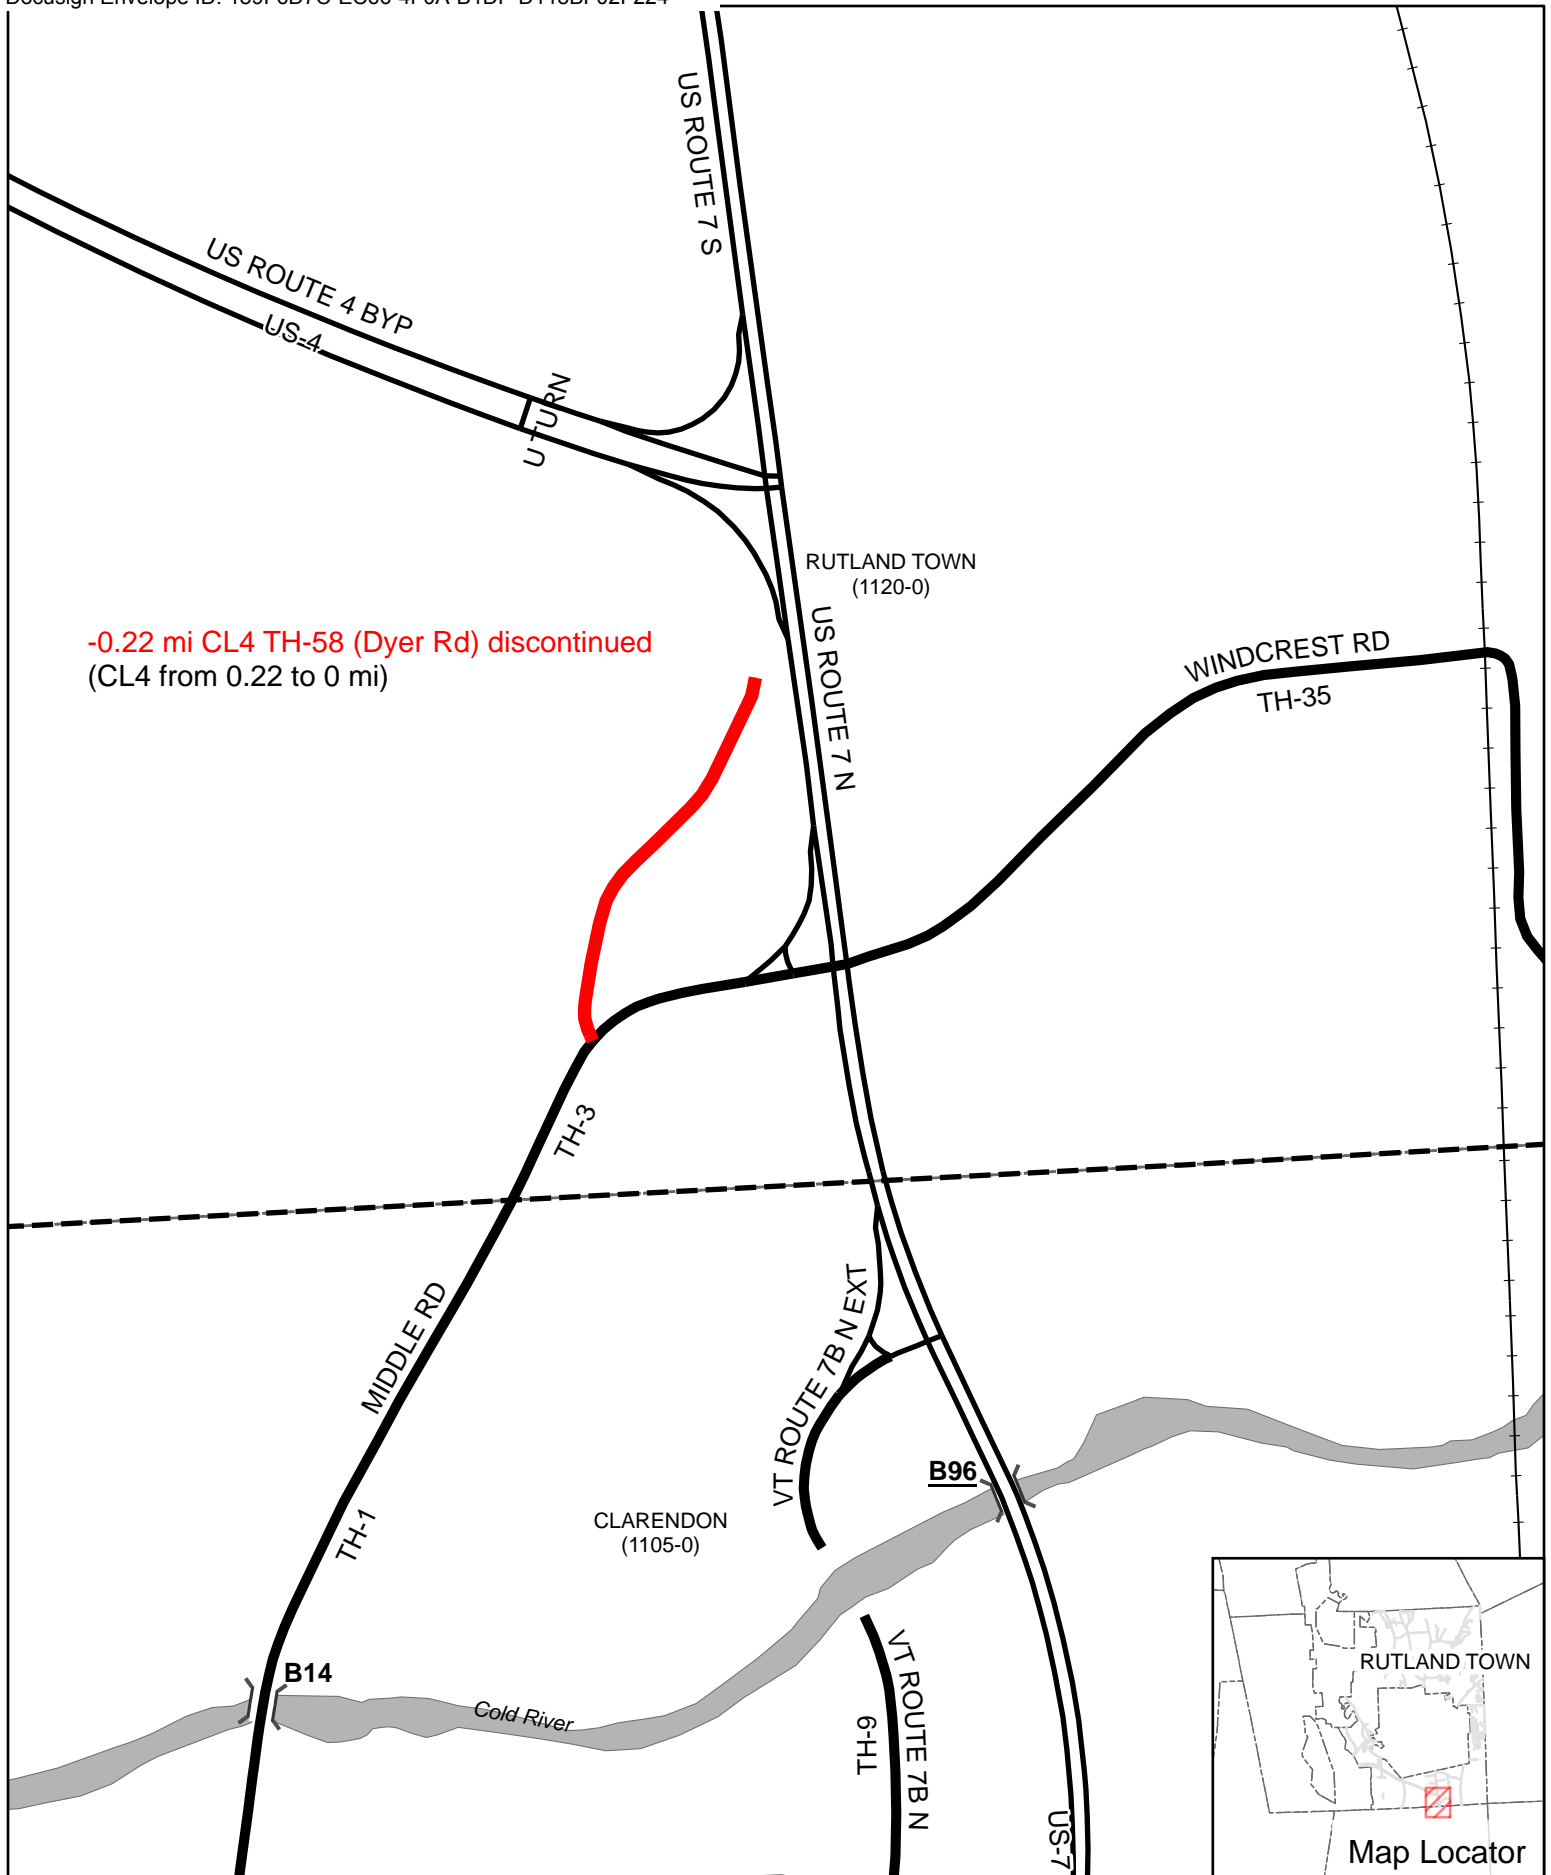 US ROUTE 7 S
US ROUTE 4 BYP
US-4
U-TURN
RUTLAND TOWN
(1120-0)
US ROUTE 7 N
-0.22 mi CL4 TH-58 (Dyer Rd) discontinued
(CL4 from 0.22 to 0 mi)
WINDCREST RD
TH-35
TH-3
MIDDLE RD
VT ROUTE 7B N EXT
B96
CLARENDON
(1105-0)
TH-1
B14
Cold River
VT ROUTE 7B N
TH-9
US-7
RUTLAND TOWN
Map Locator